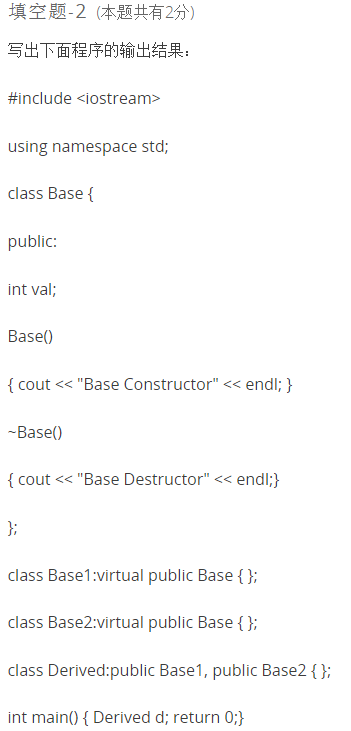 填空题-2 (本题共有2分)
写出下面程序的输出结果：
#include <iostream>
using namespace std;
class Base {
public:
int val;
Base()
{ cout << "Base Constructor" << endl; }
~Base()
{ cout << "Base Destructor" << endl;}
};
class Base1:virtual public Base { };
class Base2:virtual public Base { };
class Derived:public Base1, public Base2 { };
int main() { Derived d; return 0;}